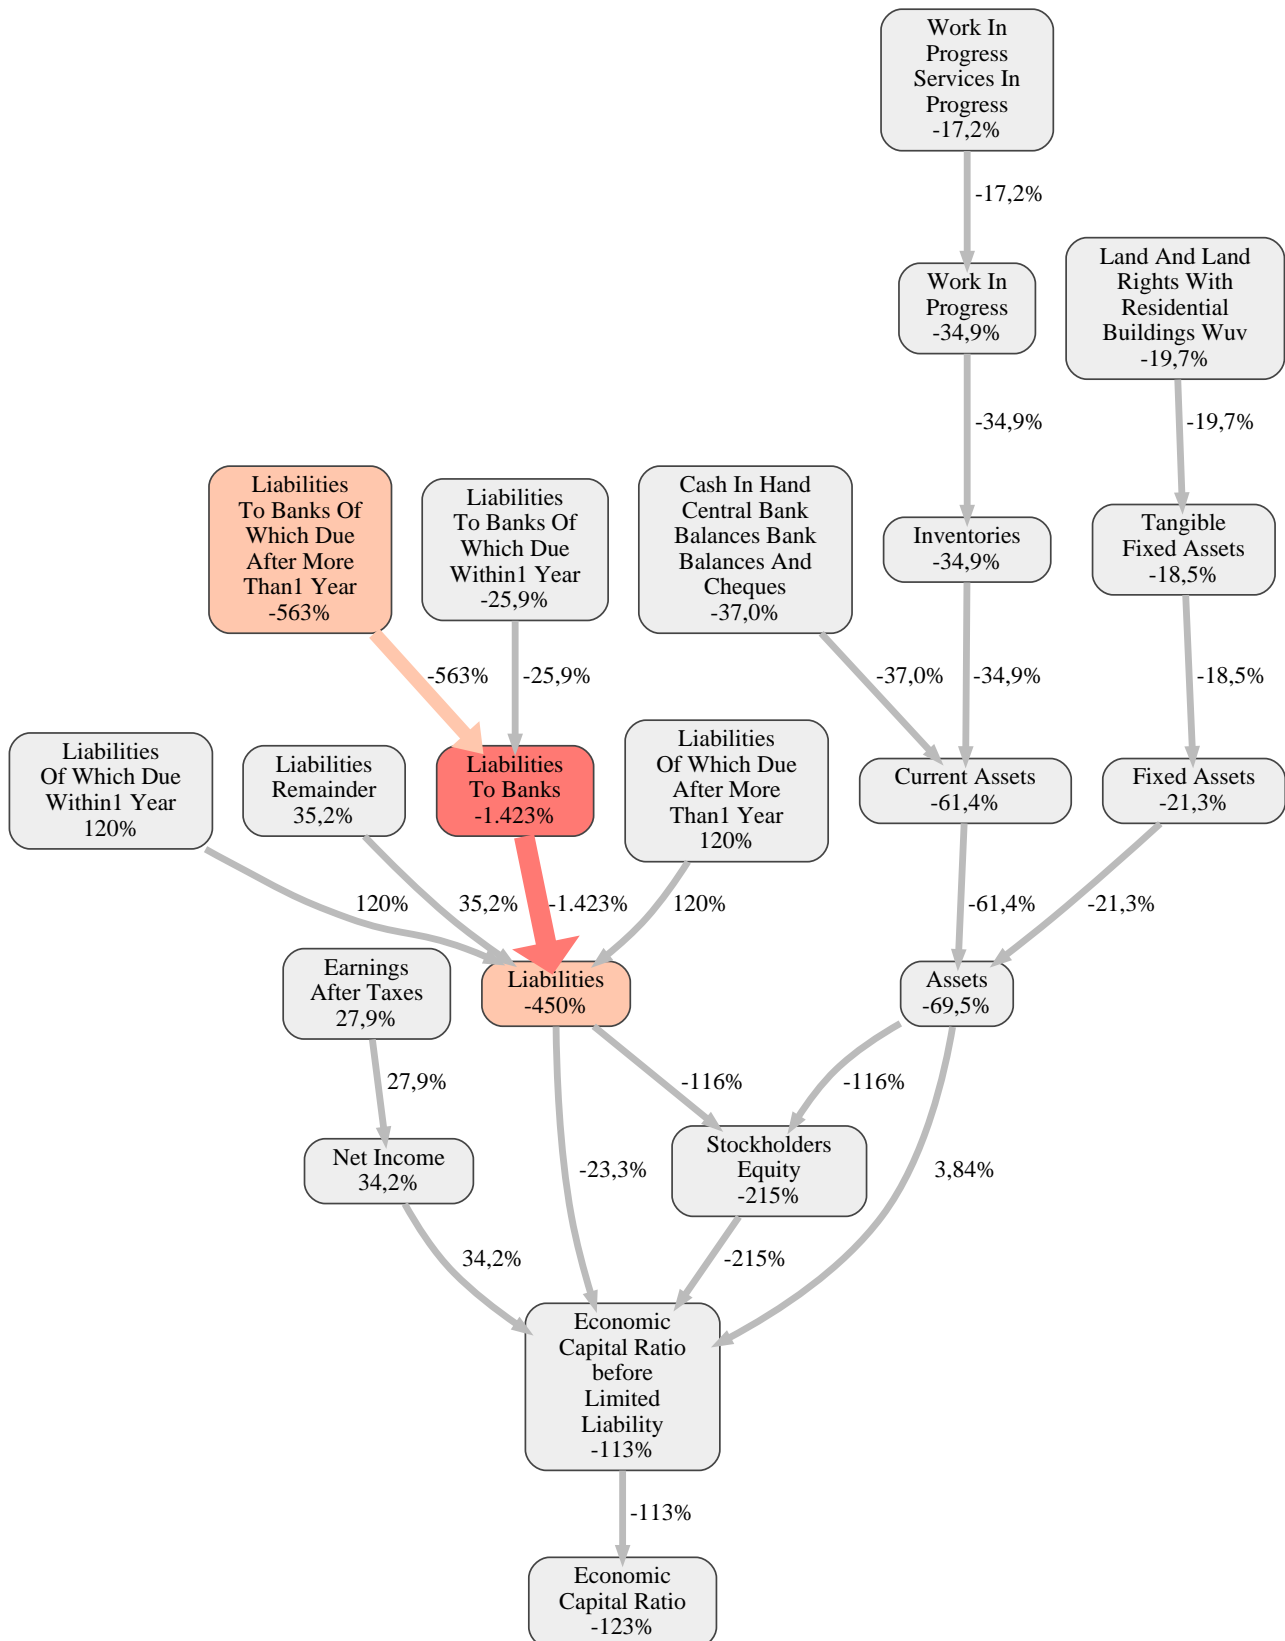 Work In
Progress
Services In
Progress
-17,2%
-17,2%
Work In
Progress
-34,9%
Land And Land
Rights With
Residential
Buildings Wuv
-19,7%
-34,9%
-19,7%
Liabilities
To Banks Of
Which Due
After More
Than1 Year
-563%
Liabilities
To Banks Of
Which Due
Within1 Year
-25,9%
Cash In Hand
Central Bank
Balances Bank
Balances And
Cheques
-37,0%
Inventories
-34,9%
Tangible
Fixed Assets
-18,5%
-563%
-25,9%
-37,0%
-34,9%
-18,5%
Liabilities
Of Which Due
Within1 Year
120%
Liabilities
Remainder
35,2%
Liabilities
To Banks
-1.423%
Liabilities
Of Which Due
After More
Than1 Year
120%
Current Assets
-61,4%
Fixed Assets
-21,3%
120%
35,2%
-1.423%
120%
-61,4%
-21,3%
Earnings
After Taxes
27,9%
Liabilities
-450%
Assets
-69,5%
27,9%
-116%
-116%
Net Income
34,2%
-23,3%
Stockholders
Equity
-215%
3,84%
34,2%
-215%
Economic
Capital Ratio
before
Limited
Liability
-113%
-113%
Economic
Capital Ratio
-123%